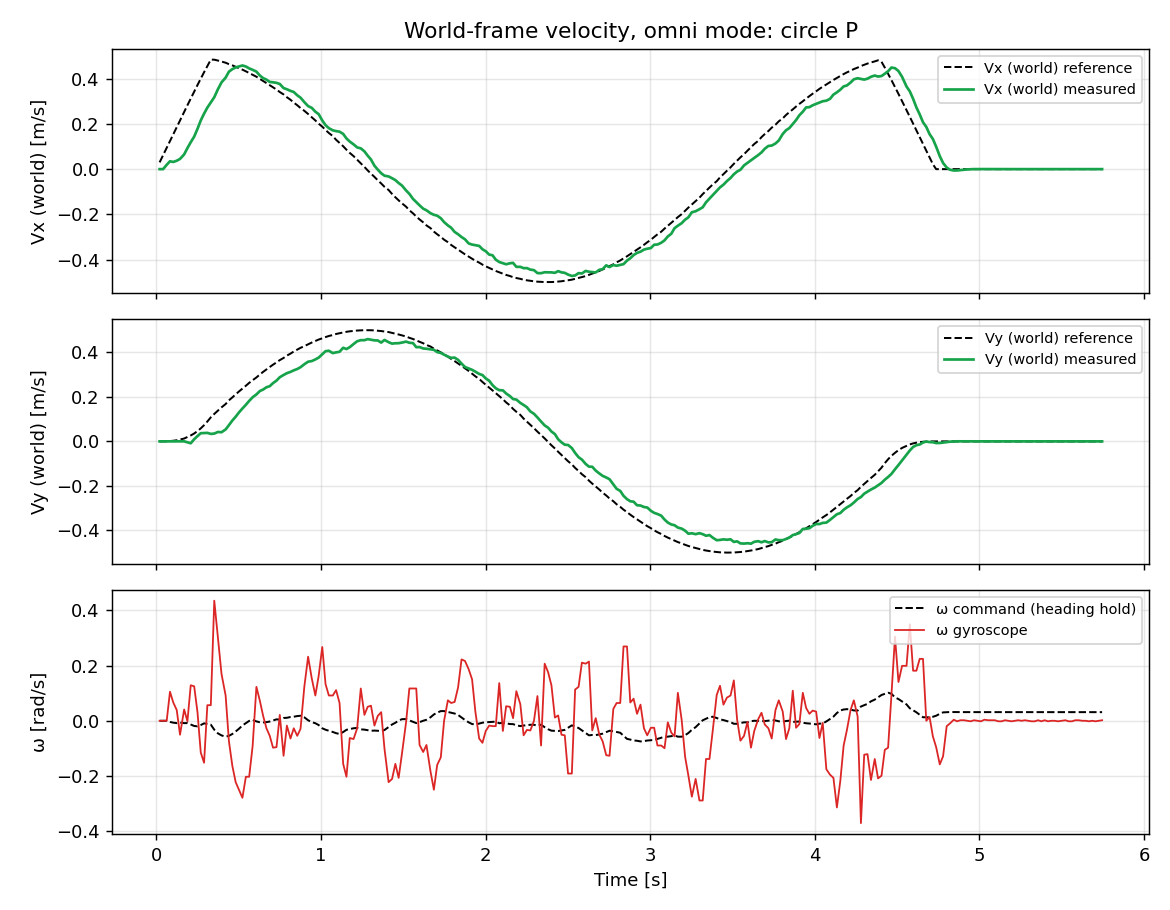 World-frame velocity, omni mode: circle P
Vx (world) [m/s]
0.4
0.2
0.0
−0.2
−0.4
Vx (world) reference
Vx (world) measured
Vy (world) [m/s]
0.4
0.2
0.0
−0.2
−0.4
Vy (world) reference
Vy (world) measured
ω [rad/s]
0.4
0.2
0.0
−0.2
−0.4
ω command (heading hold)
ω gyroscope
0 1 2 3 4 5 6
Time [s]